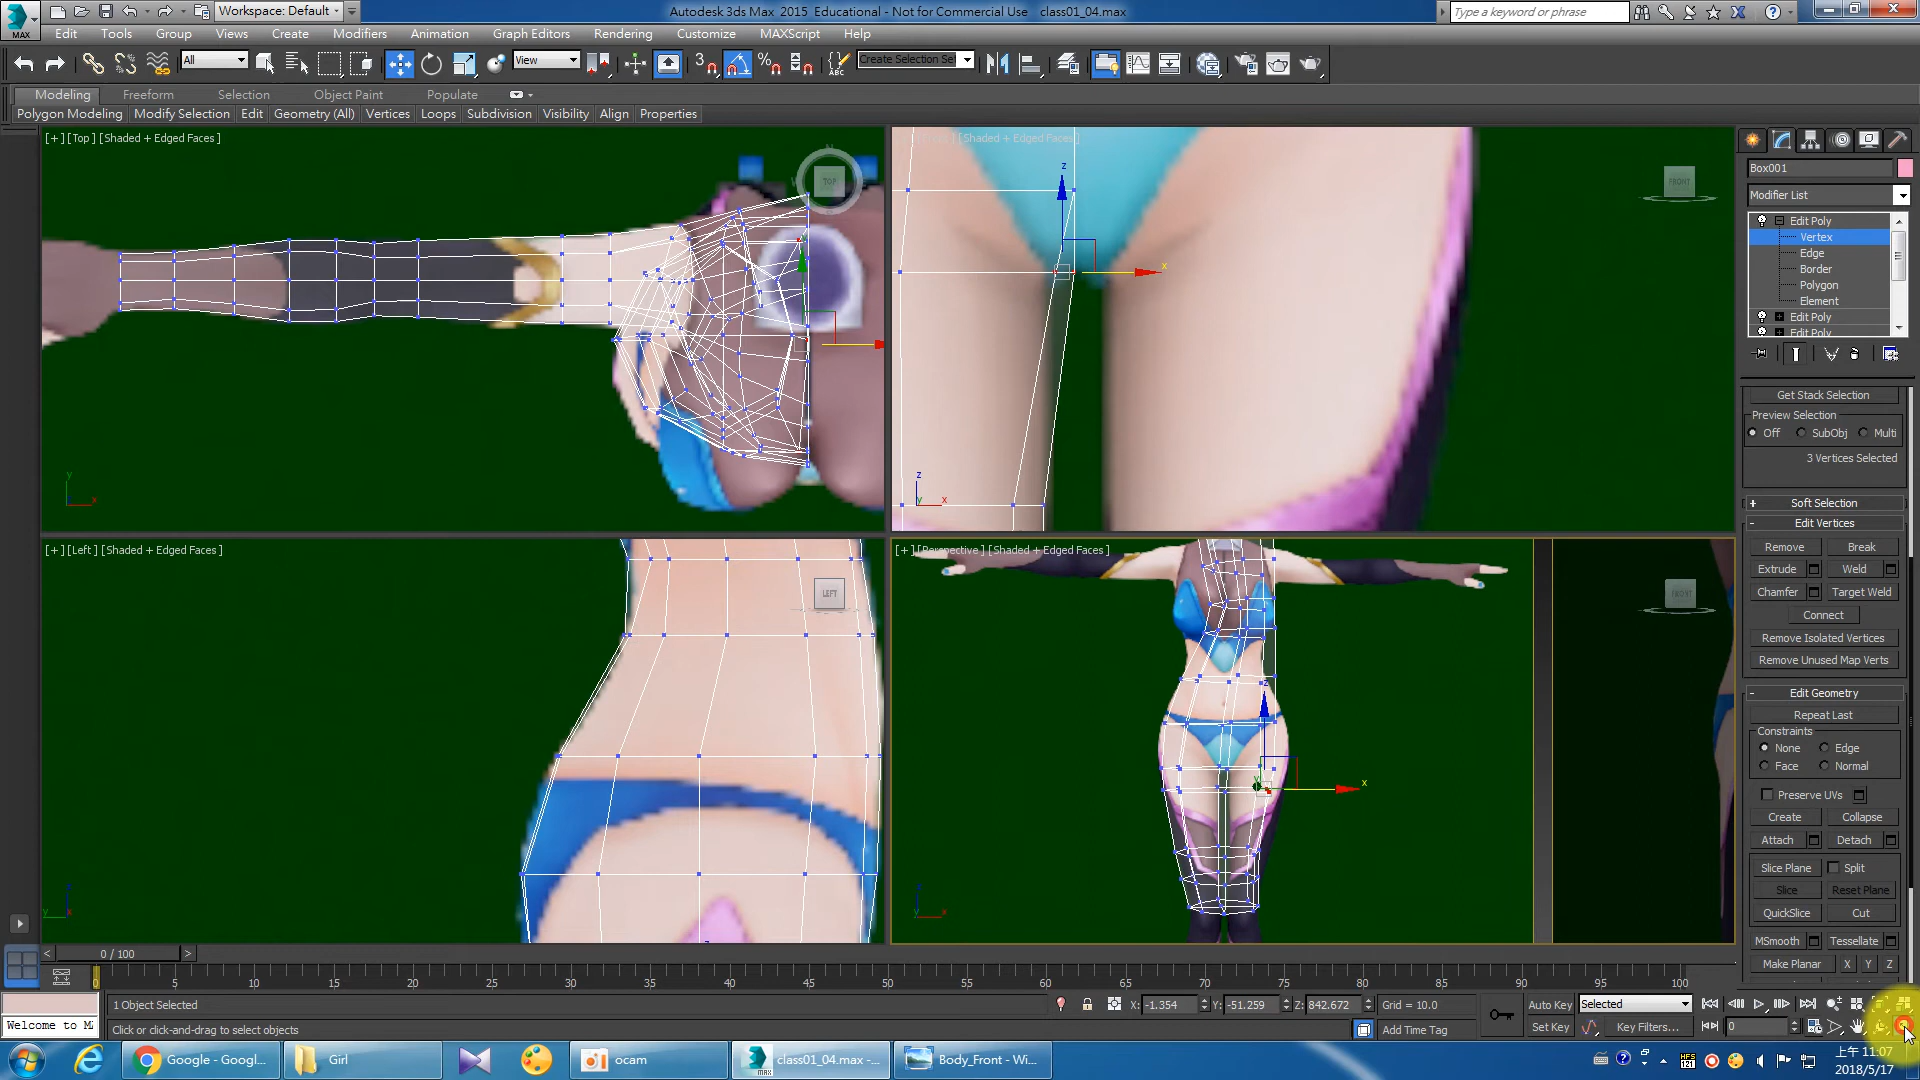 Workspace: Default
Autodesk 3ds Max 2015   Educational - Not for Commercial Use   class01_04.max
Type a keyword or phrase
MAX
Edit Tools Group Views Create Modifiers Animation Graph Editors Rendering Customize MAXScript Help
All View Create Selection Set
Modeling Freeform Selection Object Paint Populate
Polygon Modeling Modify Selection Edit Geometry (All) Vertices Loops Subdivision Visibility Align Properties
[+] [Top] [Shaded + Edged Faces]
[Shaded + Edged Faces]
TOP
FRONT
Box001
Modifier List
Edit Poly
Vertex
Edge
Border
Polygon
Element
Edit Poly
Edit Poly
Get Stack Selection
Preview Selection
Off SubObj Multi
3 Vertices Selected
+ Soft Selection
- Edit Vertices
Remove Break
Extrude Weld
Chamfer Target Weld
Connect
Remove Isolated Vertices
Remove Unused Map Verts
- Edit Geometry
Repeat Last
Constraints
None Edge
Face Normal
Preserve UVs
Create Collapse
Attach Detach
Slice Plane Split
Slice Reset Plane
QuickSlice Cut
MSmooth Tessellate
Make Planar X Y Z
[+] [Left] [Shaded + Edged Faces]
[+] [Perspective] [Shaded + Edged Faces]
LEFT
FRONT
< 0 / 100 >
0 5 10 15 20 25 30 35 40 45 50 55 60 65 70 75 80 85 90 95 100
1 Object Selected
X: -1.354 Y: -51.259 Z: 842.672 Grid = 10.0
Auto Key Selected
Welcome to M
Click or click-and-drag to select objects
Add Time Tag
Set Key Key Filters... 0
Google - Googl...
Girl
ocam
class01_04.max -...
Body_Front - Wi...
上午 11:07
2018/5/17